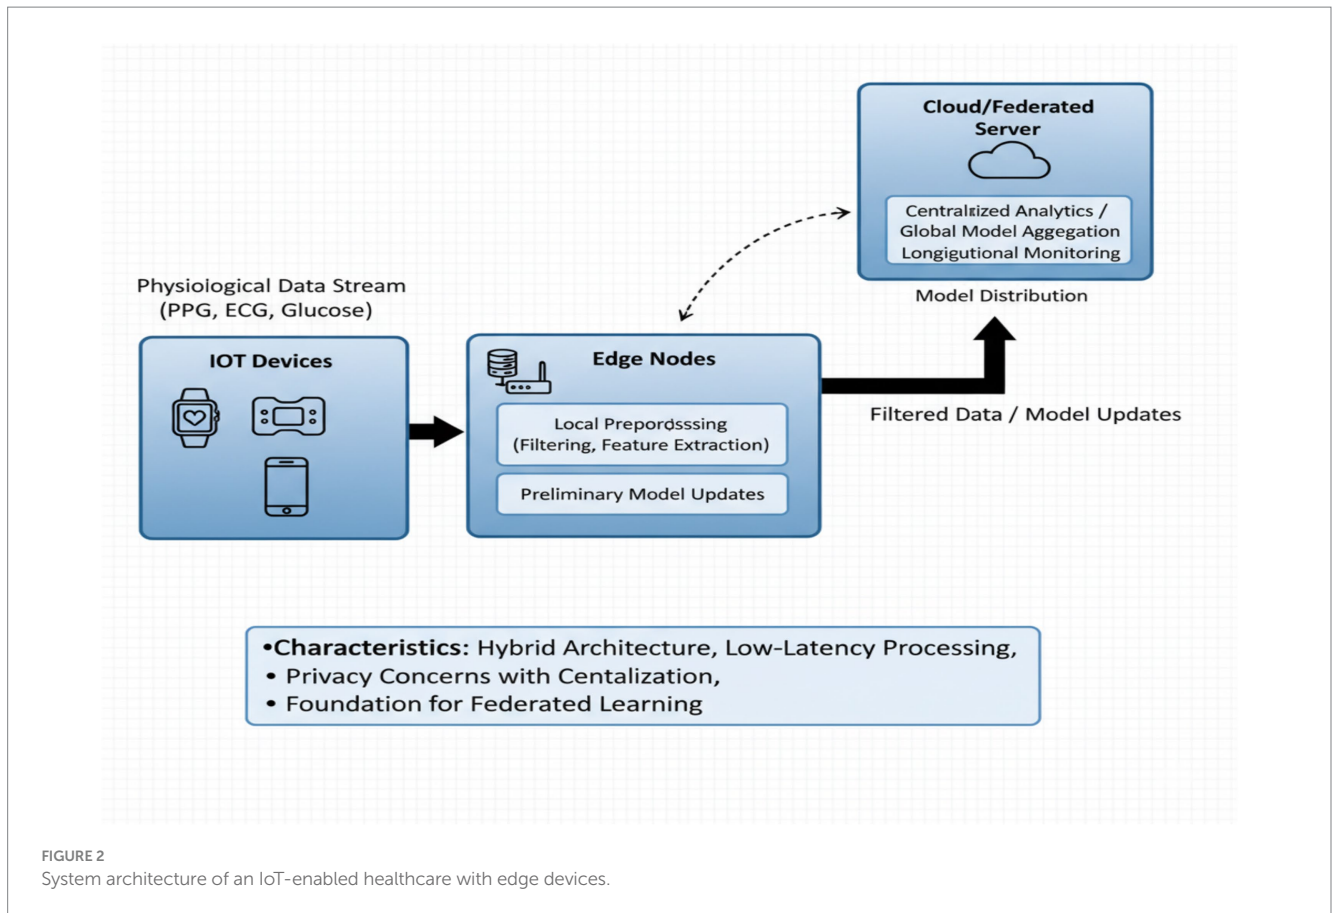 Cloud/Federated
Server
Centralized Analytics /
Global Model Aggegation
Longigutional Monitoring
Model Distribution
Physiological Data Stream
(PPG, ECG, Glucose)
IOT Devices
Edge Nodes
Local
(Filtering, Feature Extraction)
Preliminary Model Updates
Filtered Data / Model Updates
•Characteristics: Hybrid Architecture, Low-Latency Processing,
• Privacy Concerns with Centalization,
• Foundation for Federated Learning
FIGURE 2
System architecture of an IoT-enabled healthcare with edge devices.